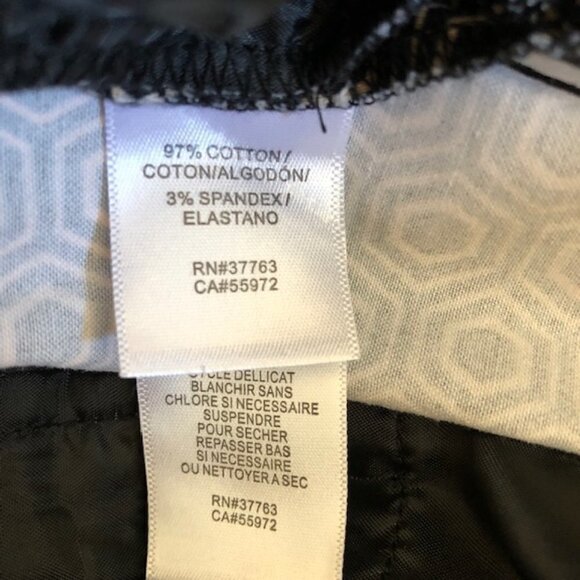 97% COTTON/
COTON/ALGODÓN/
3% SPANDEX/
ELASTANO
RN#37763
CA#55972
CYCLE DELLICAT
BLANCHIR SANS
CHLORE SI NECESSAIRE
SUSPENDRE
POUR SECHER
REPASSER BAS
SI NECESSAIRE
OU NETTOYER A SEC
RN#37763
CA#55972